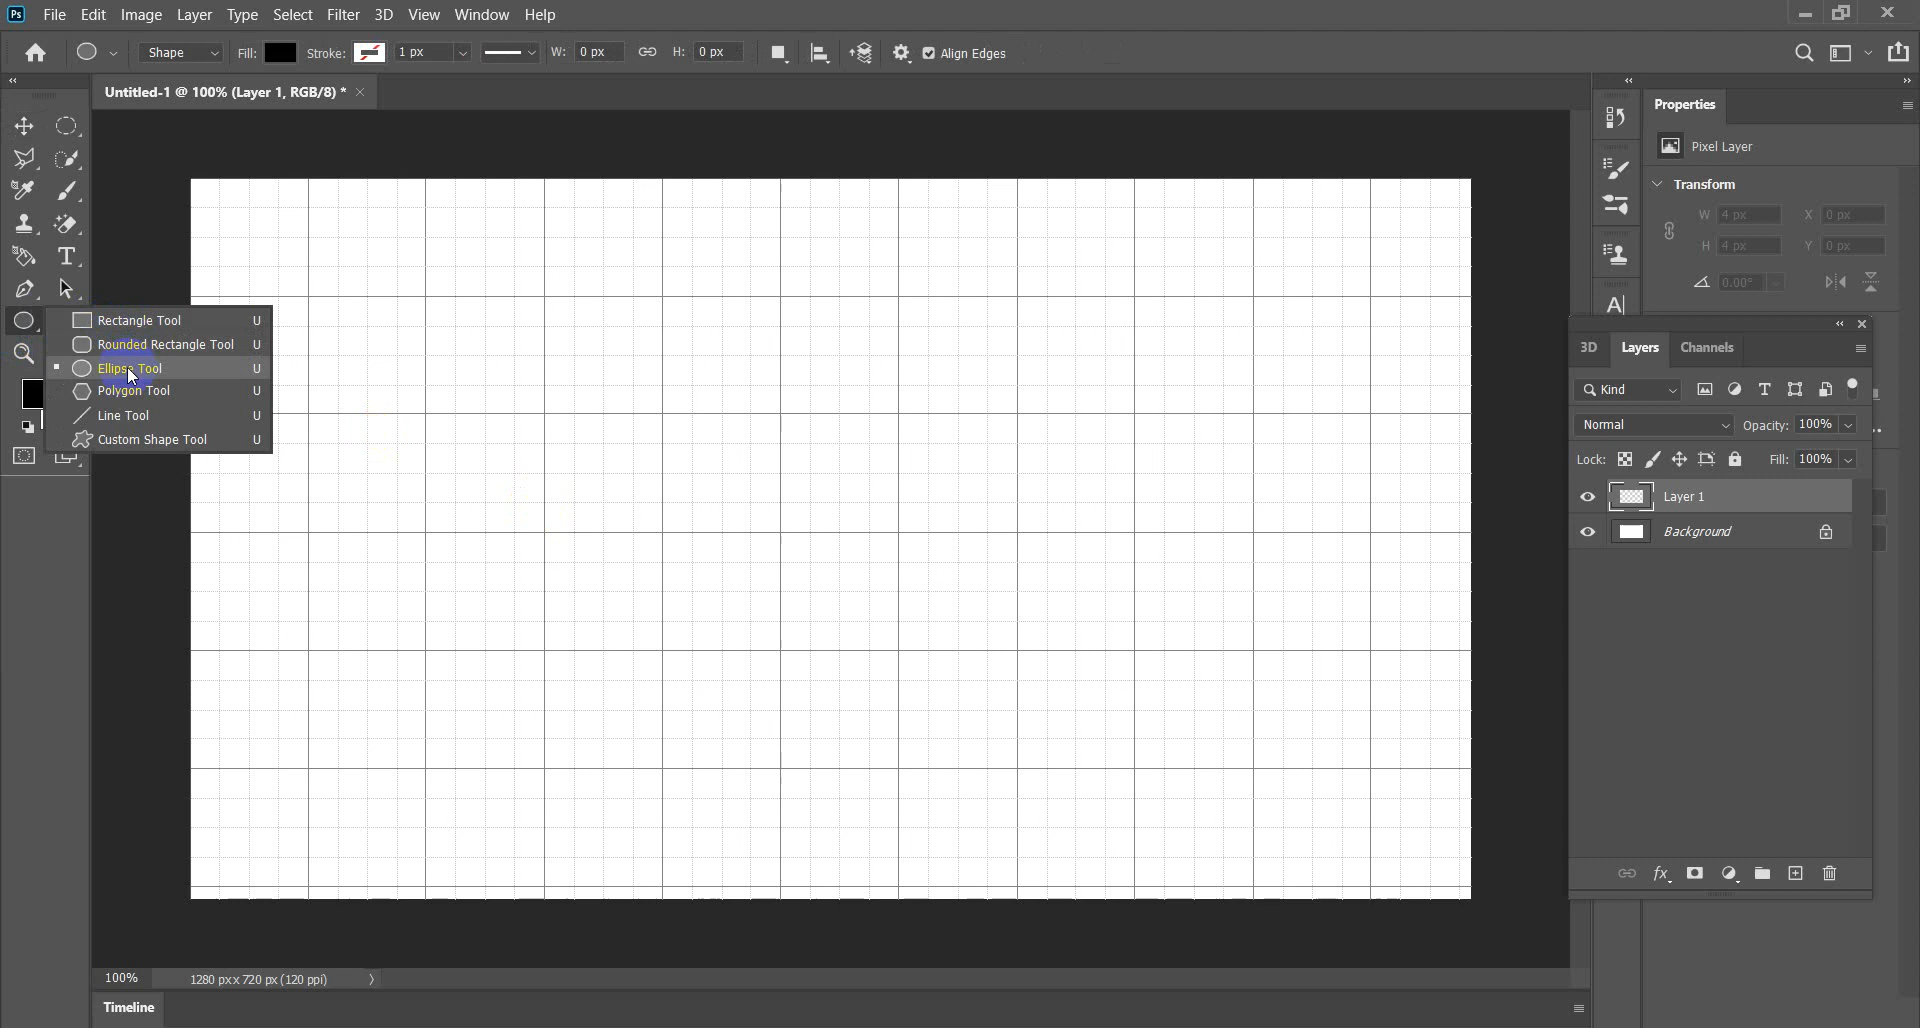 Ps File Edit Image Layer Type Select Filter 3D View Window Help
Shape Fill: Stroke: 1 px W: 0 px H: 0 px Align Edges
Untitled-1 @ 100% (Layer 1, RGB/8) *
Rectangle Tool U
Rounded Rectangle Tool U
Ellipse Tool U
Polygon Tool U
Line Tool U
Custom Shape Tool U
Properties
Pixel Layer
Transform
W 4 px X 0 px
H 4 px Y 0 px
0.00°
3D Layers Channels
Kind
Normal Opacity: 100%
Lock: Fill: 100%
Layer 1
Background
fx
100% 1280 px x 720 px (120 ppi)
Timeline